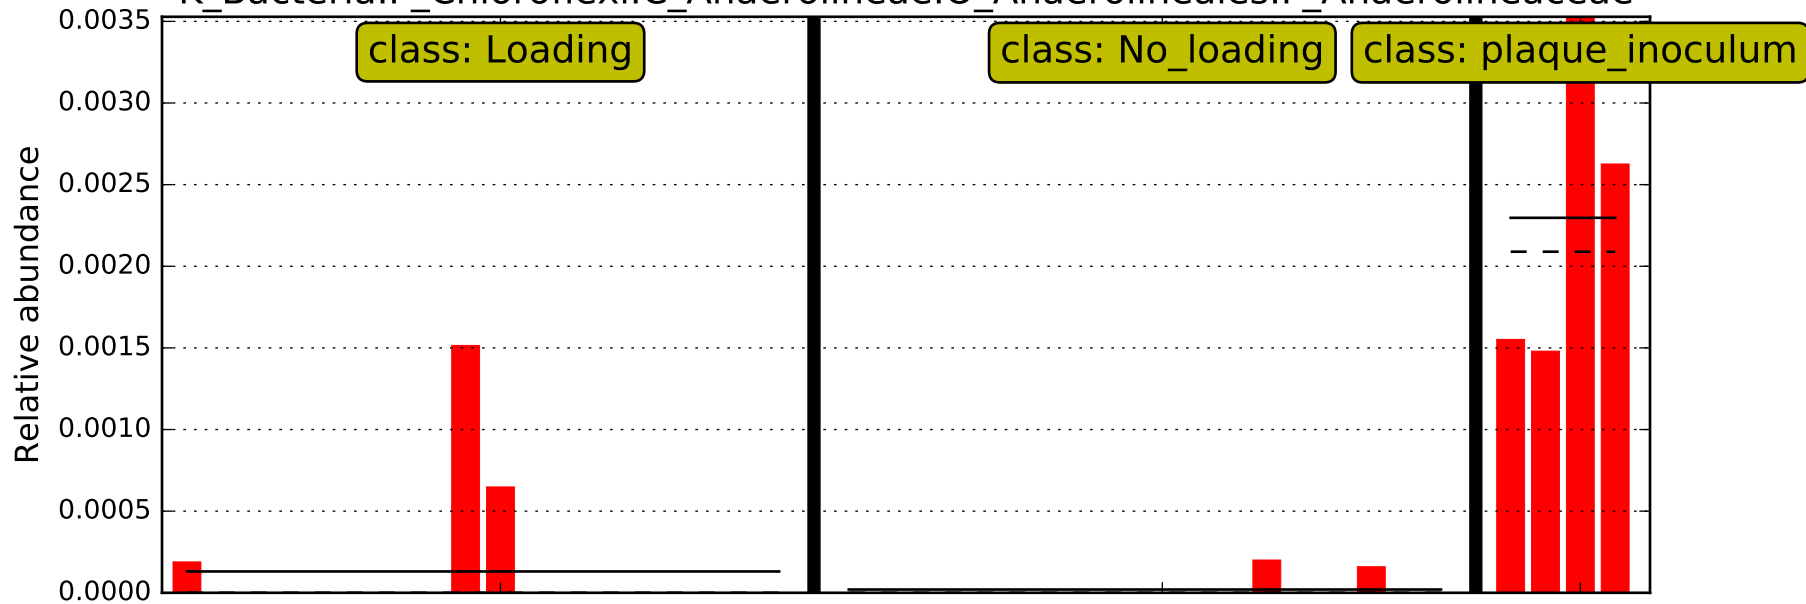 class: Loading
class: No_loading
class: plaque_inoculum
Relative abundance
0.0035
0.0030
0.0025
0.0020
0.0015
0.0010
0.0005
0.0000